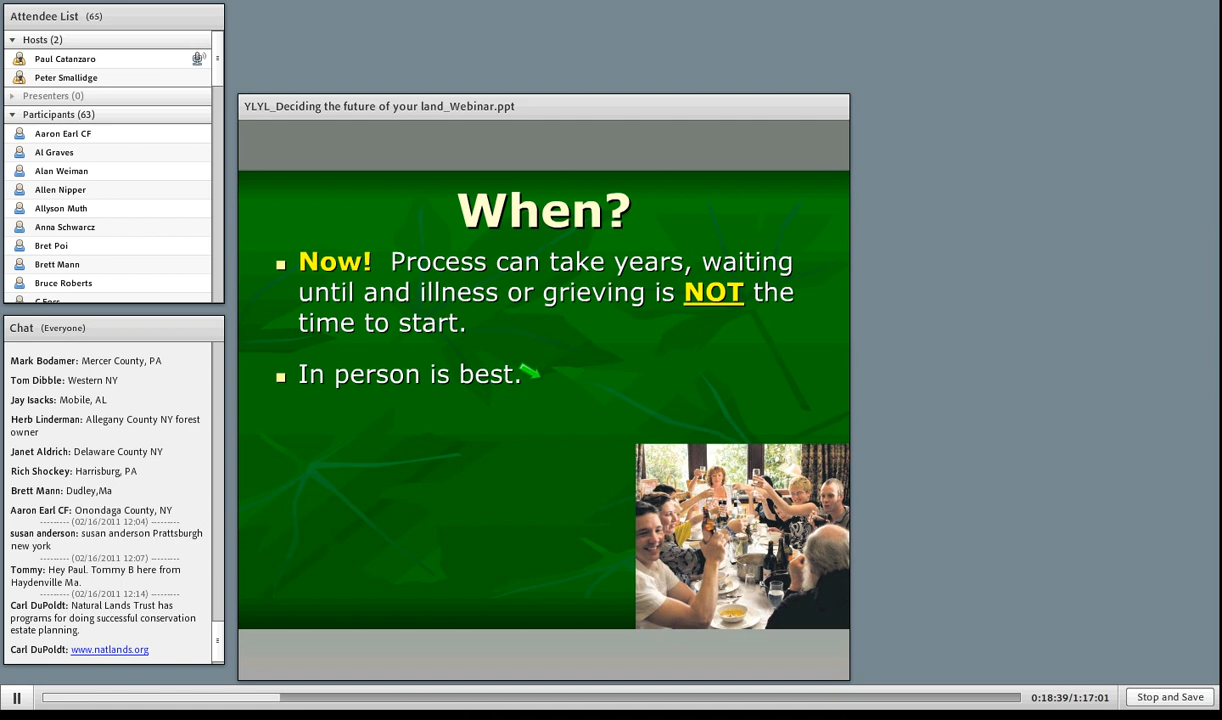 Attendee List (65)
Hosts (2)
Paul Catanzaro
Peter Smallidge
Presenters (0)
Participants (63)
Aaron Earl CF
Al Graves
Alan Weiman
Allen Nipper
Allyson Muth
Anna Schwarcz
Bret Poi
Brett Mann
Bruce Roberts
Chat (Everyone)
Mark Bodamer: Mercer County, PA
Tom Dibble: Western NY
Jay Isacks: Mobile, AL
Herb Linderman: Allegany County NY forest
owner
Janet Aldrich: Delaware County NY
Rich Shockey: Harrisburg, PA
Brett Mann: Dudley,Ma
Aaron Earl CF: Onondaga County, NY
--------- (02/16/2011 12:04) ---------
susan anderson: susan anderson Prattsburgh
new york
--------- (02/16/2011 12:07) ---------
Tommy: Hey Paul. Tommy B here from
Haydenville Ma.
--------- (02/16/2011 12:14) ---------
Carl DuPoldt: Natural Lands Trust has
programs for doing successful conservation
estate planning.
Carl DuPoldt: www.natlands.org
YLYL_Deciding the future of your land_Webinar.ppt
When?
Now! Process can take years, waiting
until and illness or grieving is NOT the
time to start.
In person is best.
0:18:39/1:17:01
Stop and Save